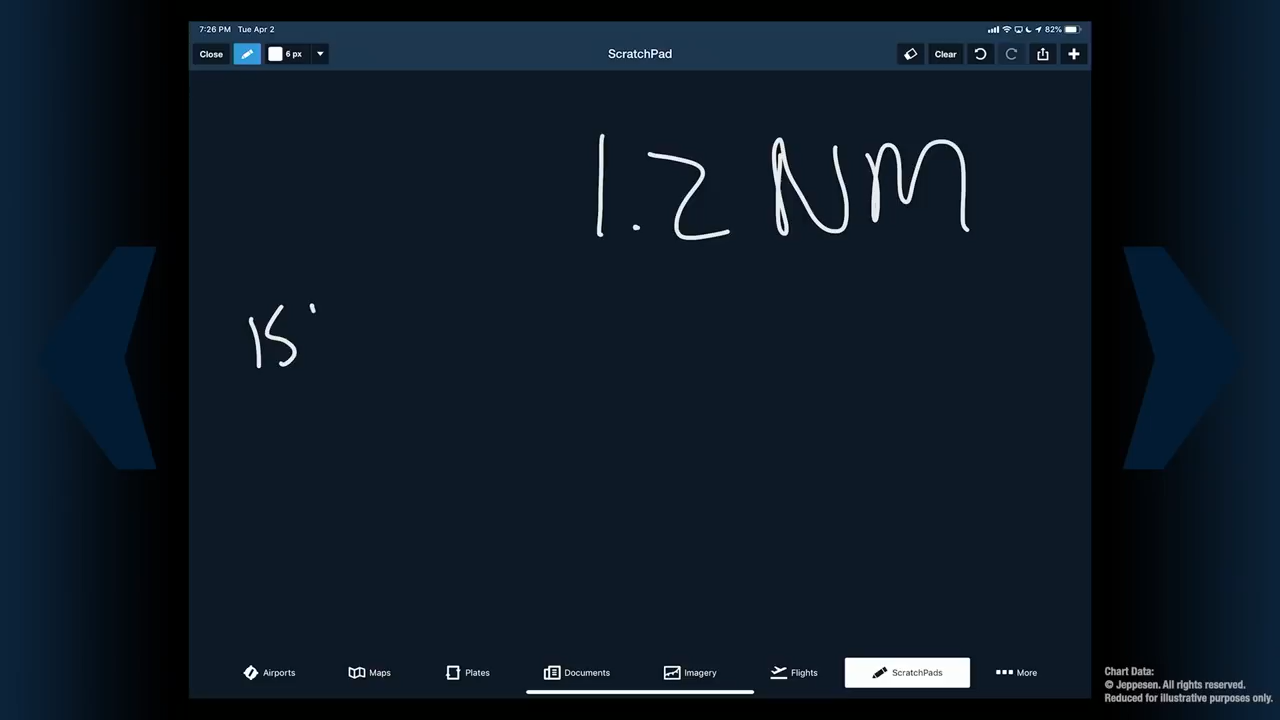 7:26 PM Tue Apr 2 82%
Close 6 px ScratchPad Clear
1.2 NM
15
Airports Maps Plates Documents Imagery Flights ScratchPads More
Chart Data:
© Jeppesen. All rights reserved.
Reduced for illustrative purposes only.